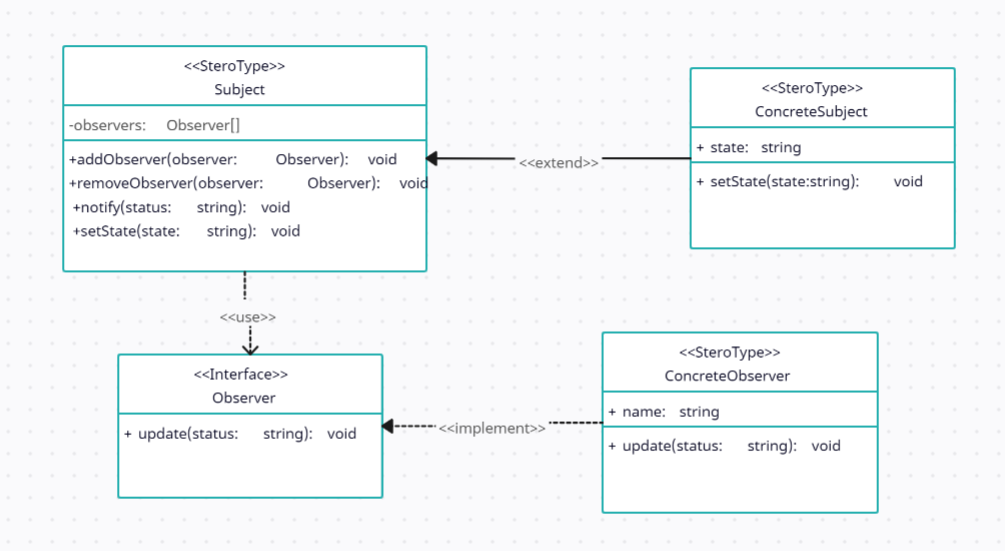 <<SteroType>>
Subject
-observers: Observer[]
+addObserver(observer: Observer): void
+removeObserver(observer: Observer): void
+notify(status: string): void
+setState(state: string): void
<<extend>>
<<SteroType>>
ConcreteSubject
+ state: string
+ setState(state:string): void
<<use>>
<<Interface>>
Observer
+ update(status: string): void
<<implement>>
<<SteroType>>
ConcreteObserver
+ name: string
+ update(status: string): void